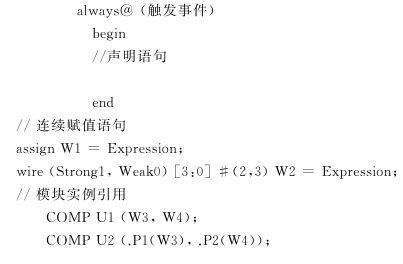 always@（触发事件）
begin
//声明语句
end
// 连续赋值语句
assign W1 = Expression;
wire (Strong1, Weak0) [3:0] #(2,3) W2 = Expression;
// 模块实例引用
COMP U1 (W3, W4);
COMP U2 (.P1(W3), .P2(W4));